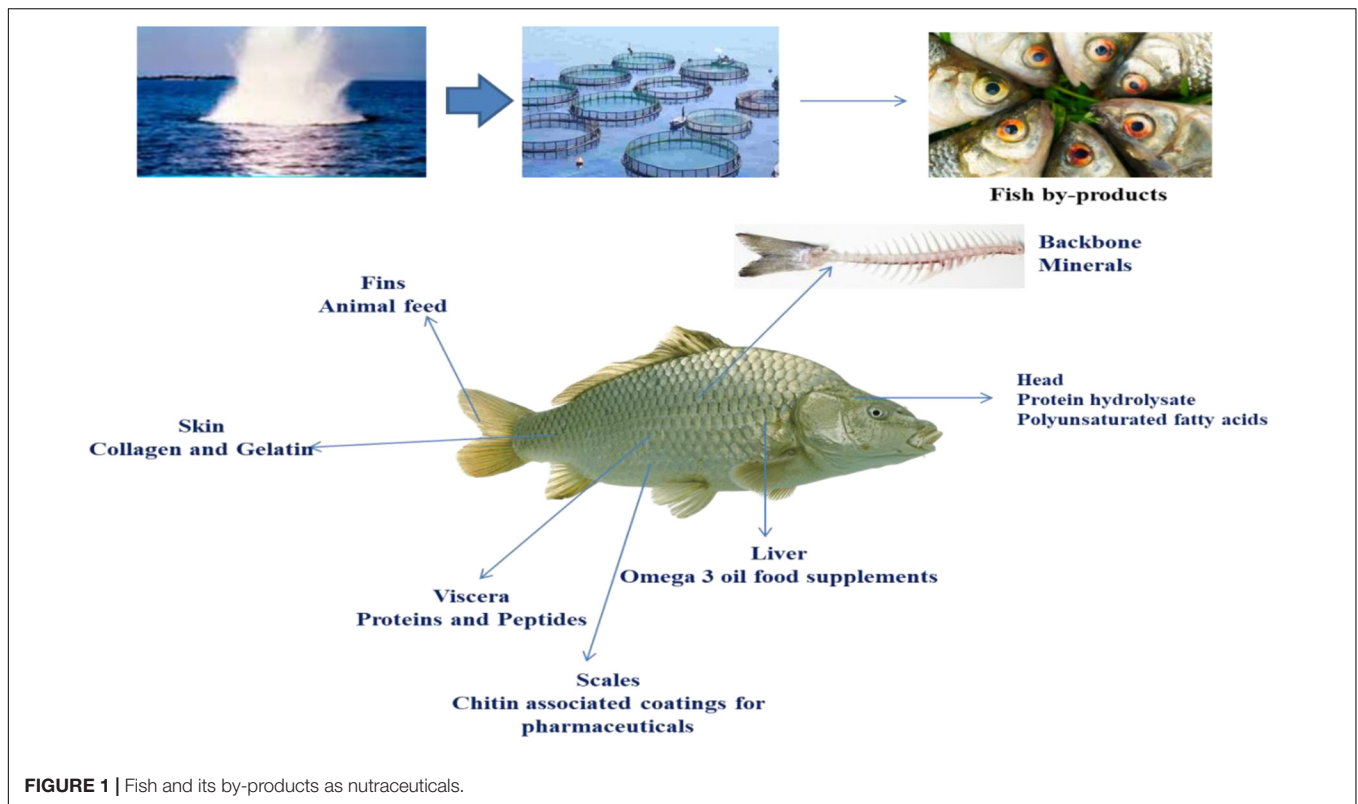 Fish by-products
Backbone
Minerals
Fins
Animal feed
Head
Protein hydrolysate
Polyunsaturated fatty acids
Skin
Collagen and Gelatin
Liver
Omega 3 oil food supplements
Viscera
Proteins and Peptides
Scales
Chitin associated coatings for
pharmaceuticals
FIGURE 1 | Fish and its by-products as nutraceuticals.